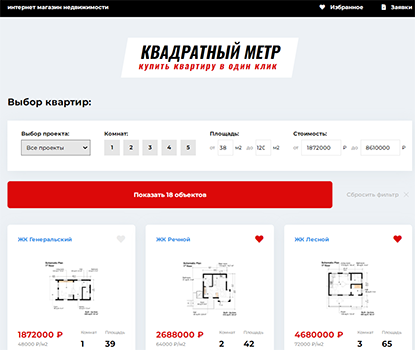 интернет магазин недвижимости
Избранное
Заявки
КВАДРАТНЫЙ МЕТР
купить квартиру в один клик
Выбор квартир:
Выбор проекта: Комнат: Площадь: Стоимость:
Все проекты 1 2 3 4 5 от 38 м2 до 120 м2 от 1872000 ₽ до 8610000 ₽
Показать 18 объектов
Сбросить фильтр
ЖК Генеральский
1872000 ₽
48000 ₽/м2
Комнат Площадь
1 39
ЖК Речной
2688000 ₽
64000 ₽/м2
Комнат Площадь
2 42
ЖК Лесной
4680000 ₽
72000 ₽/м2
Комнат Площадь
3 65